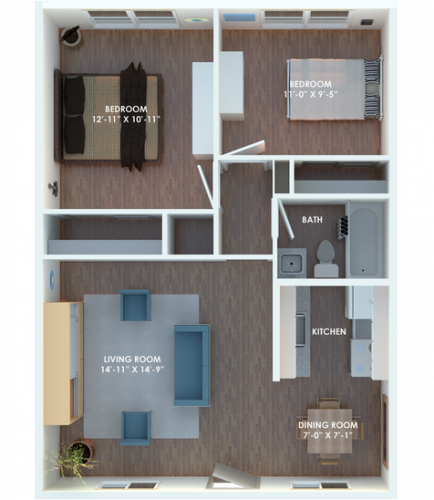 BEDROOM
12'-11" X 10'-11"
BEDROOM
11'-0" X 9'-5"
BATH
KITCHEN
LIVING ROOM
14'-11" X 14'-9"
DINING ROOM
7'-0" X 7'-1"